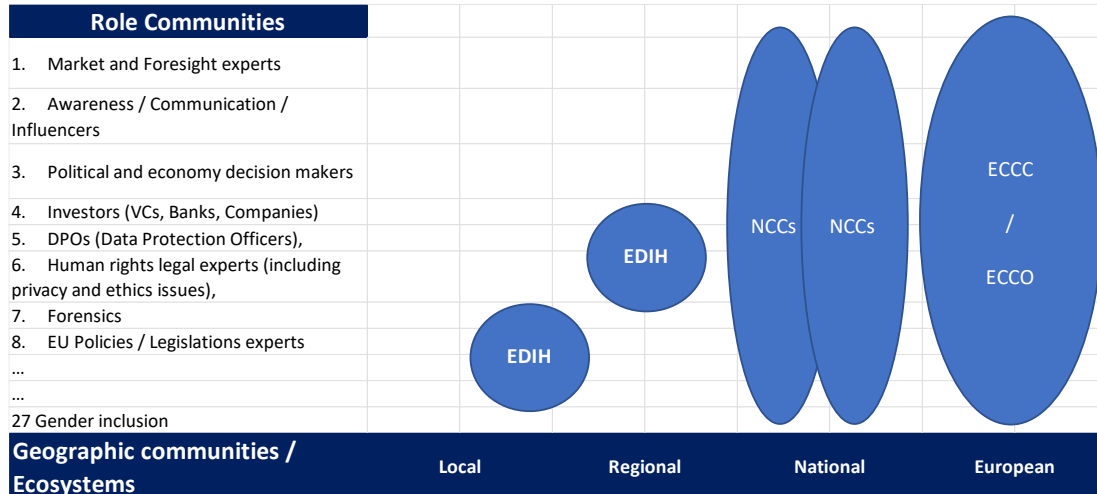 Role Communities
1. Market and Foresight experts
2. Awareness / Communication /
Influencers
3. Political and economy decision makers
4. Investors (VCs, Banks, Companies)
5. DPOs (Data Protection Officers),
6. Human rights legal experts (including
privacy and ethics issues),
7. Forensics
8. EU Policies / Legislations experts
...
...
27 Gender inclusion
EDIH
EDIH
NCCs
NCCs
ECCC
/
ECCO
Geographic communities /
Ecosystems
Local
Regional
National
European